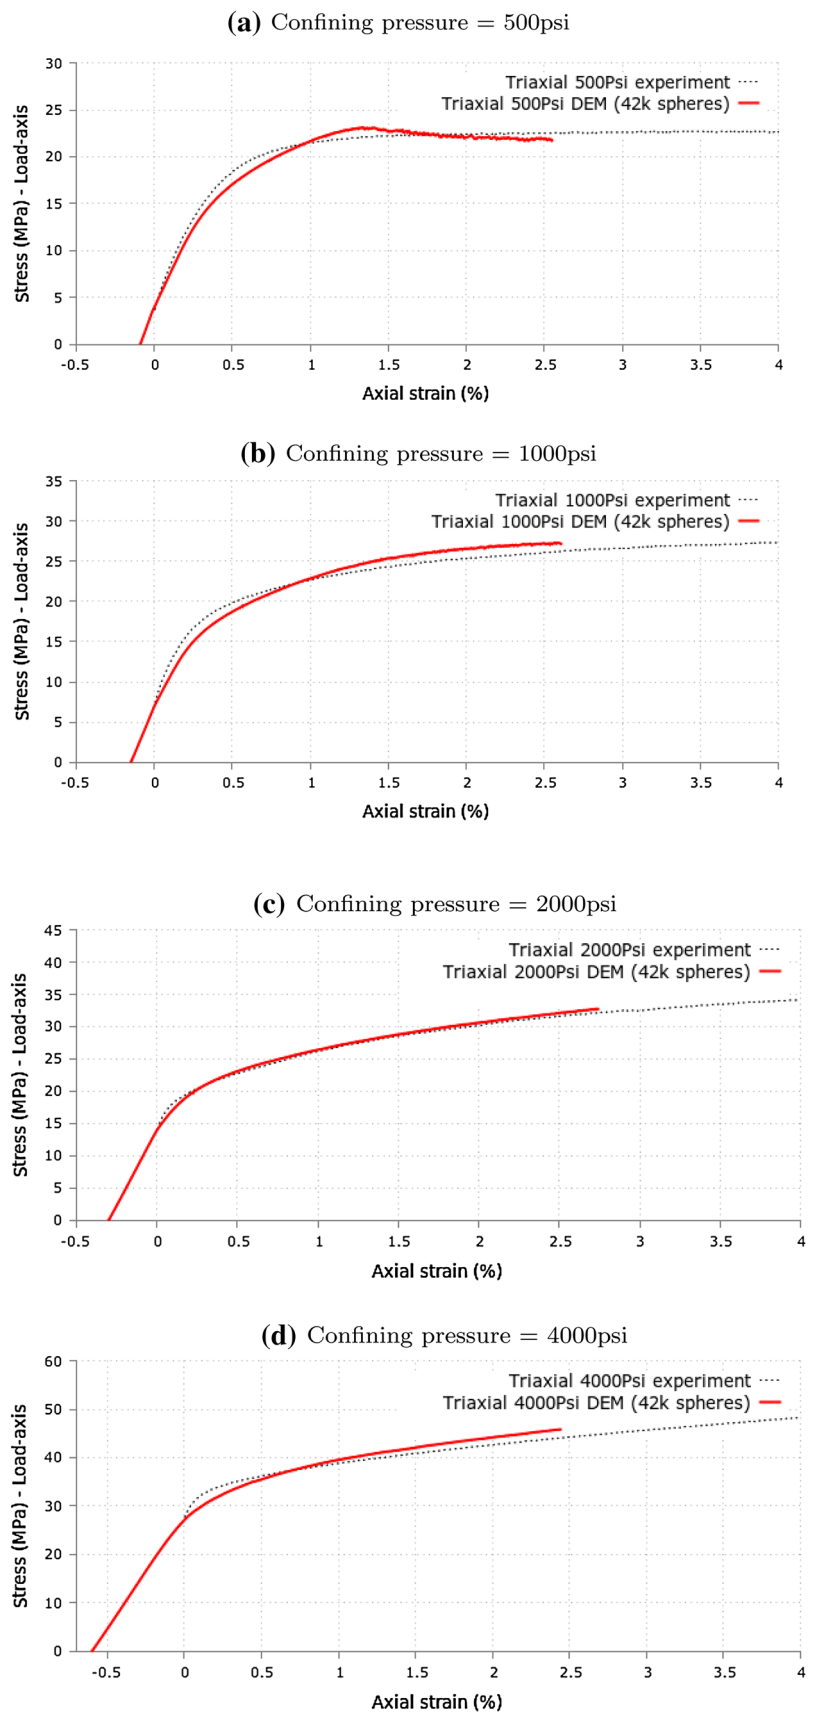 (a) Confining pressure = 500psi
30
Triaxial 500Psi experiment
Triaxial 500Psi DEM (42k spheres)
25
20
15
10
5
0
Stress (MPa) - Load-axis
-0.5 0 0.5 1 1.5 2 2.5 3 3.5 4
Axial strain (%)
(b) Confining pressure = 1000psi
35
Triaxial 1000Psi experiment
Triaxial 1000Psi DEM (42k spheres)
30
25
20
15
10
5
0
Stress (MPa) - Load-axis
-0.5 0 0.5 1 1.5 2 2.5 3 3.5 4
Axial strain (%)
(c) Confining pressure = 2000psi
45
Triaxial 2000Psi experiment
Triaxial 2000Psi DEM (42k spheres)
40
35
30
25
20
15
10
5
0
Stress (MPa) - Load-axis
-0.5 0 0.5 1 1.5 2 2.5 3 3.5 4
Axial strain (%)
(d) Confining pressure = 4000psi
60
Triaxial 4000Psi experiment
Triaxial 4000Psi DEM (42k spheres)
50
40
30
20
10
0
Stress (MPa) - Load-axis
-0.5 0 0.5 1 1.5 2 2.5 3 3.5 4
Axial strain (%)